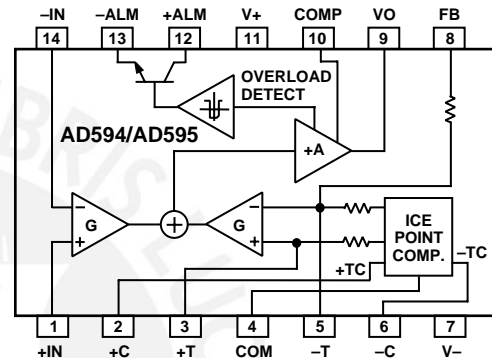 –IN –ALM +ALM V+ COMP VO FB
14 13 12 11 10 9 8
OVERLOAD
DETECT
AD594/AD595
+A
– G +
+
– G +
ICE
POINT
COMP.
+TC
–TC
1 2 3 4 5 6 7
+IN +C +T COM –T –C V–